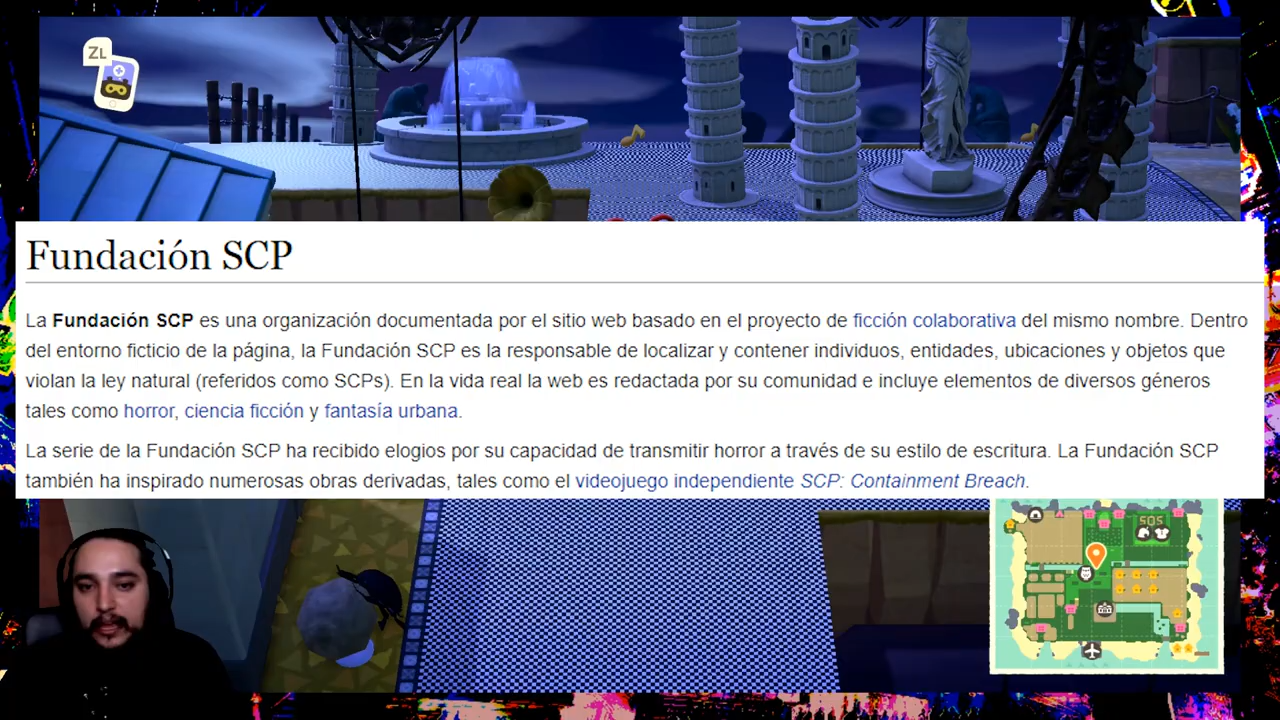 ZL
Fundación SCP
La Fundación SCP es una organización documentada por el sitio web basado en el proyecto de ficción colaborativa del mismo nombre. Dentro
del entorno ficticio de la página, la Fundación SCP es la responsable de localizar y contener individuos, entidades, ubicaciones y objetos que
violan la ley natural (referidos como SCPs). En la vida real la web es redactada por su comunidad e incluye elementos de diversos géneros
tales como horror, ciencia ficción y fantasía urbana.
La serie de la Fundación SCP ha recibido elogios por su capacidad de transmitir horror a través de su estilo de escritura. La Fundación SCP
también ha inspirado numerosas obras derivadas, tales como el videojuego independiente SCP: Containment Breach.
SOS